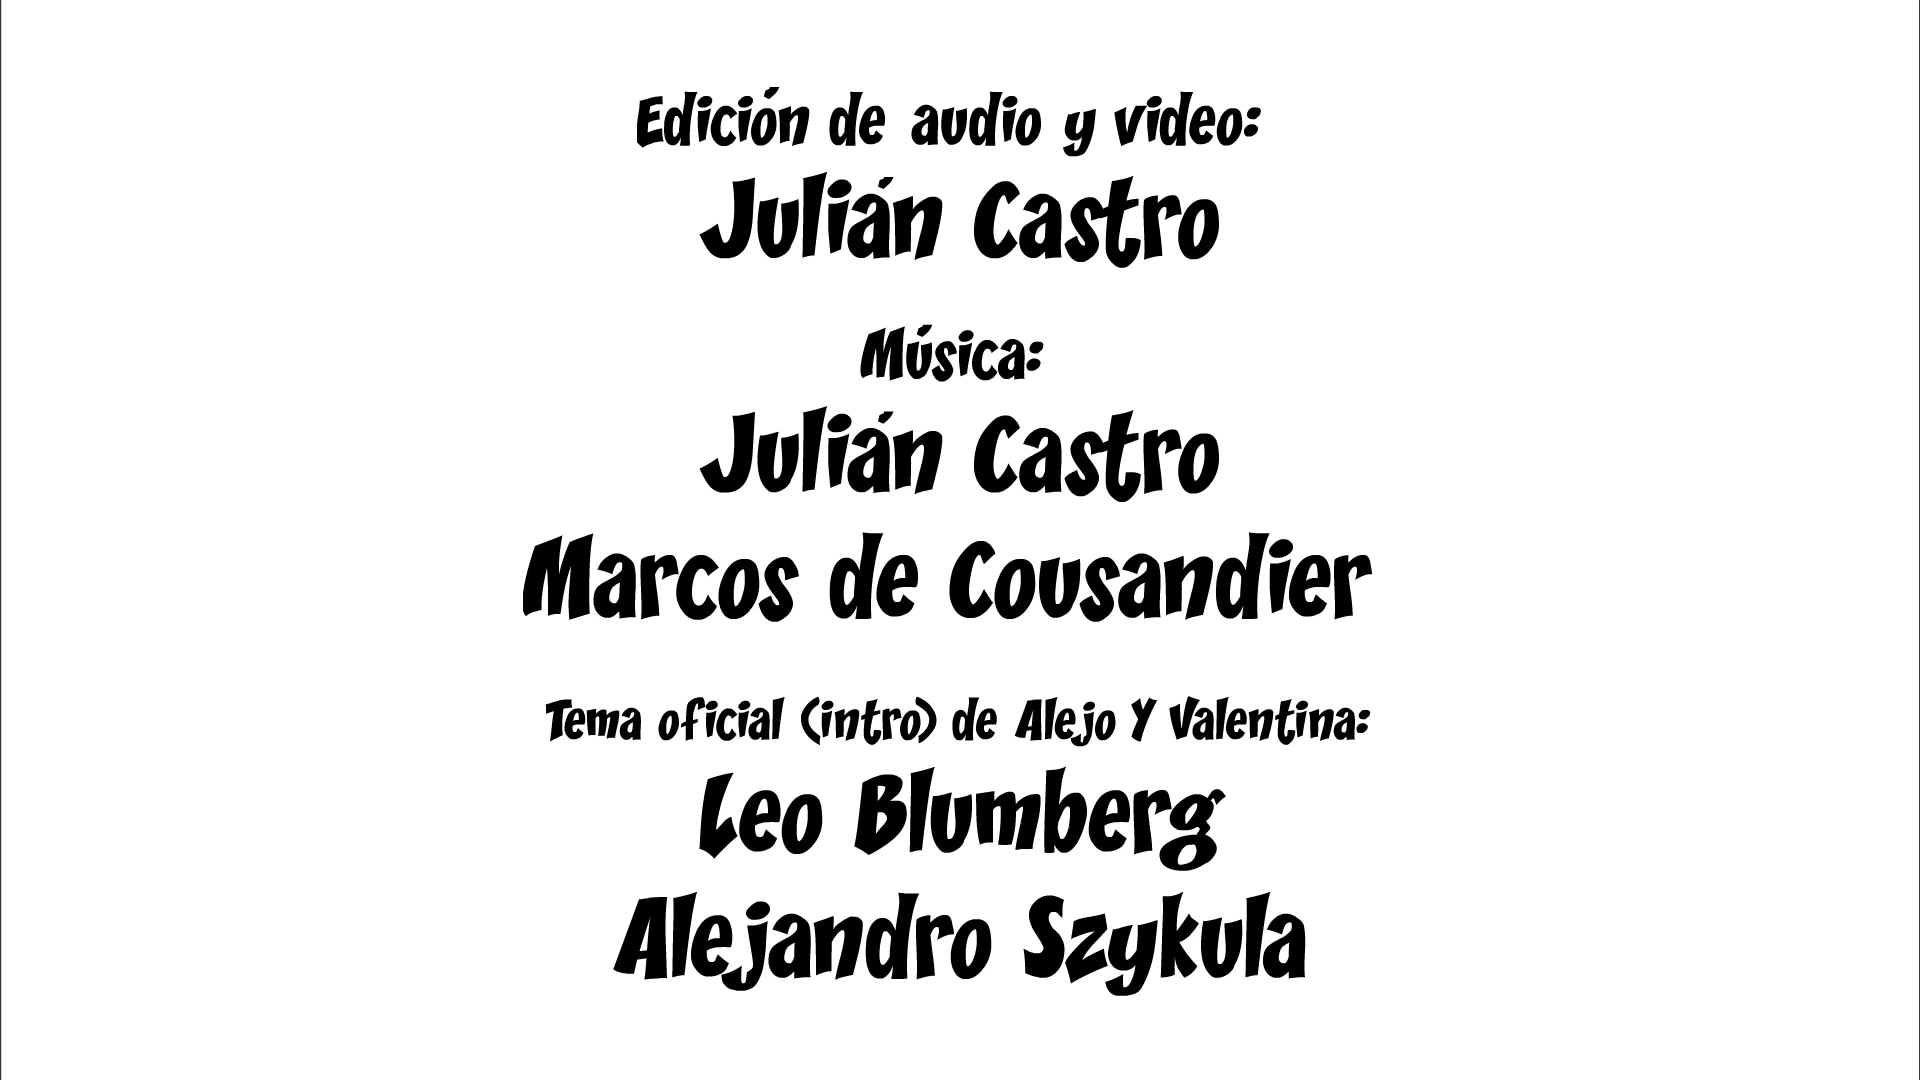 Edición de audio y video:
Julián Castro
Música:
Julián Castro
Marcos de Cousandier
Tema oficial (intro) de Alejo Y Valentina:
Leo Blumberg
Alejandro Szykula